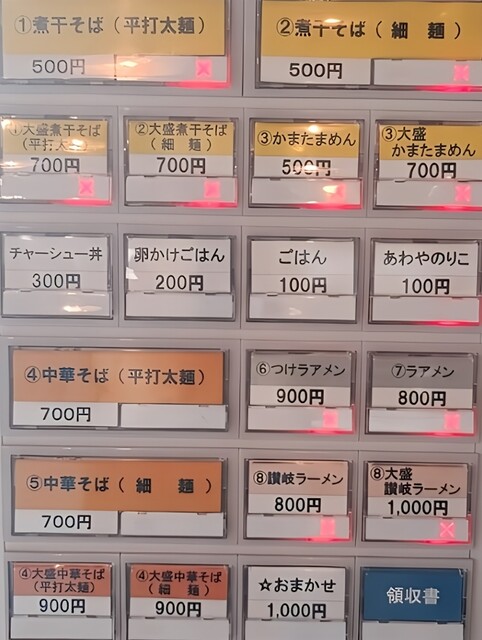 ①煮干そば（平打太麺）
500円
②煮干そば（細　麺）
500円
①大盛煮干そば
（平打太麺）
700円
②大盛煮干そば
（細　麺）
700円
③かまたまめん
500円
③大盛
かまたまめん
700円
チャーシュー丼
300円
卵かけごはん
200円
ごはん
100円
あわやのりこ
100円
④中華そば（平打太麺）
700円
⑥つけラアメン
900円
⑦ラアメン
800円
⑤中華そば（細　麺）
700円
⑧讃岐ラーメン
800円
⑧大盛
讃岐ラーメン
1,000円
④大盛中華そば
（平打太麺）
900円
④大盛中華そば
（細　麺）
900円
☆おまかせ
1,000円
領収書